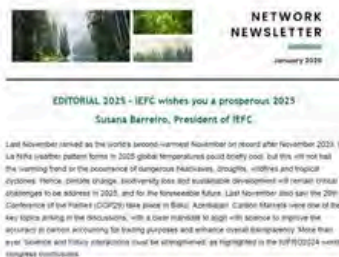 NETWORK
NEWSLETTER
January 2025
EDITORIAL 2025 - IEFC wishes you a prosperous 2025
Susana Barreiro, President of IEFC
Last November ranked as the world's second-warmest November on record after November 2023. If
La Niña weather pattern forms in 2025 global temperatures could briefly cool, but this will not halt
the warming trend or the occurrence of dangerous heatwaves, droughts, wildfires and tropical
cyclones. Hence, climate change, biodiversity loss and sustainable development will remain critical
challenges to be addressed in 2025, and for the foreseeable future. Last November also saw the 29th
Conference of the Parties (COP29) take place in Baku, Azerbaijan. Carbon Markets were one of the
key topics arising in the discussions, with a clear mandate to align with science to improve the
accuracy in carbon accounting for trading purposes and enhance overall transparency. More than
ever Science and Policy interactions must be strengthened, as highlighted in the IUFRO2024 world
congress conclusions.